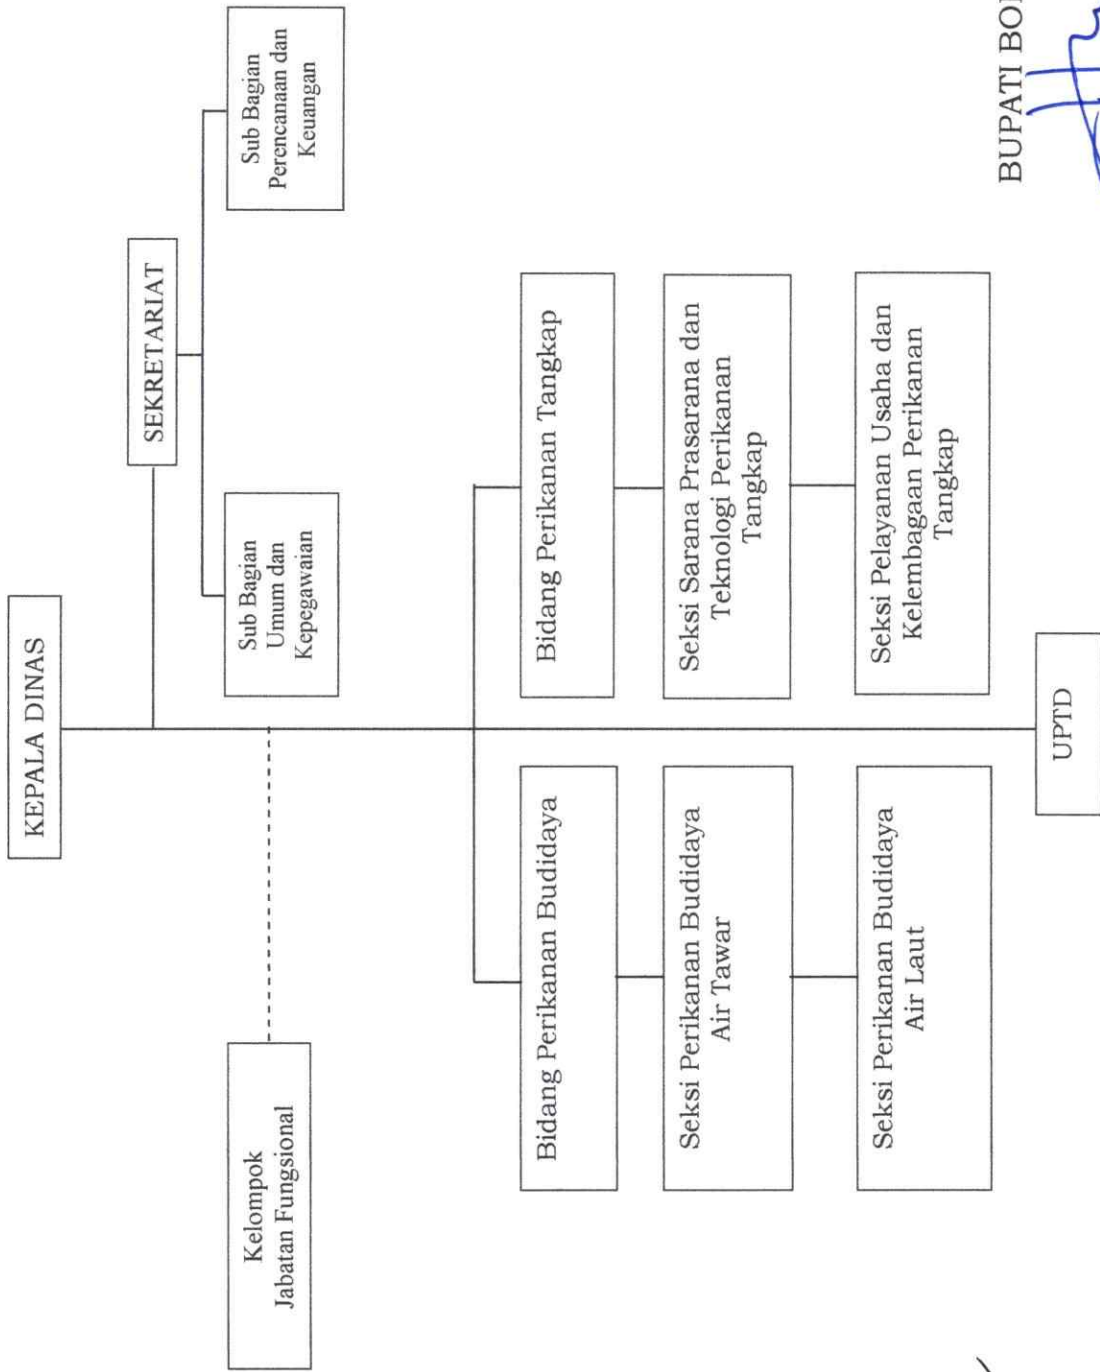 KEPALA DINAS
SEKRETARIAT
Kelompok
Jabatan Fungsional
Sub Bagian
Umum dan
Kepegawaian
Sub Bagian
Perencanaan dan
Keuangan
Bidang Perikanan Budidaya
Bidang Perikanan Tangkap
Seksi Perikanan Budidaya
Air Tawar
Seksi Sarana Prasarana dan
Teknologi Perikanan
Tangkap
Seksi Perikanan Budidaya
Air Laut
Seksi Pelayanan Usaha dan
Kelembagaan Perikanan
Tangkap
UPTD
BUPATI